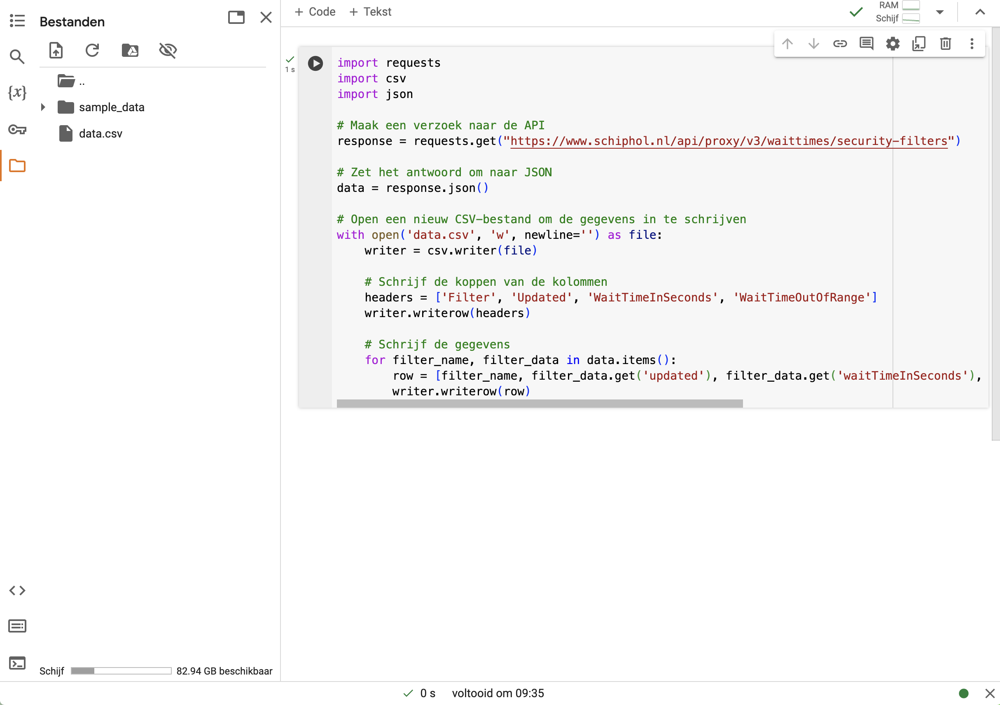 Bestanden
..
sample_data
data.csv
Schijf 82.94 GB beschikbaar
{x}
+ Code + Tekst
RAM
Schijf
1 s
import requests
import csv
import json
# Maak een verzoek naar de API
response = requests.get("https://www.schiphol.nl/api/proxy/v3/waittimes/security-filters")
# Zet het antwoord om naar JSON
data = response.json()
# Open een nieuw CSV-bestand om de gegevens in te schrijven
with open('data.csv', 'w', newline='') as file:
    writer = csv.writer(file)
    # Schrijf de koppen van de kolommen
    headers = ['Filter', 'Updated', 'WaitTimeInSeconds', 'WaitTimeOutOfRange']
    writer.writerow(headers)
    # Schrijf de gegevens
    for filter_name, filter_data in data.items():
        row = [filter_name, filter_data.get('updated'), filter_data.get('waitTimeInSeconds'),
        writer.writerow(row)
0 s voltooid om 09:35